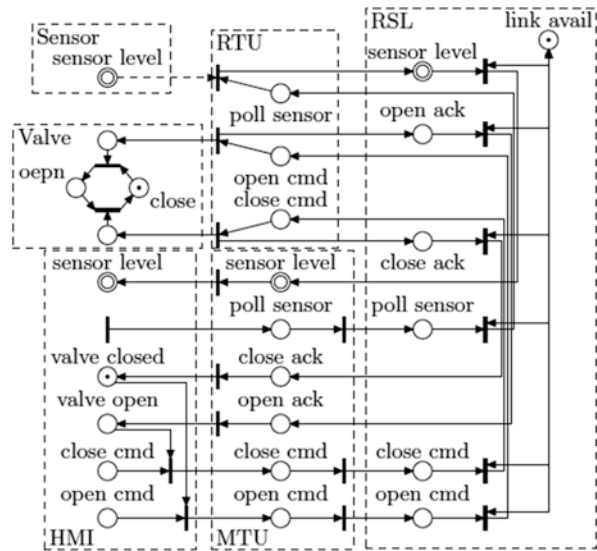 Sensor
sensor level
RTU
RSL
link avail
sensor level
poll sensor
open ack
Valve
oepn
close
open cmd
close cmd
close ack
sensor level
sensor level
poll sensor
poll sensor
valve closed
close ack
valve open
open ack
close cmd
close cmd
close cmd
open cmd
open cmd
open cmd
HMI
MTU